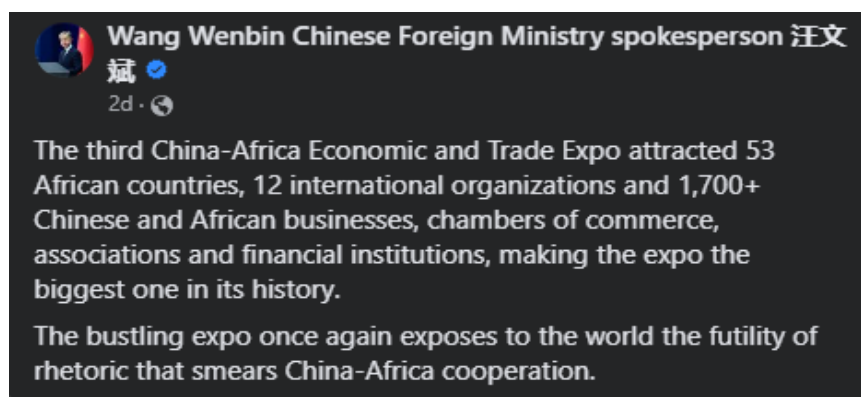 Wang Wenbin Chinese Foreign Ministry spokesperson 汪文
斌
2d ·
The third China-Africa Economic and Trade Expo attracted 53
African countries, 12 international organizations and 1,700+
Chinese and African businesses, chambers of commerce,
associations and financial institutions, making the expo the
biggest one in its history.
The bustling expo once again exposes to the world the futility of
rhetoric that smears China-Africa cooperation.